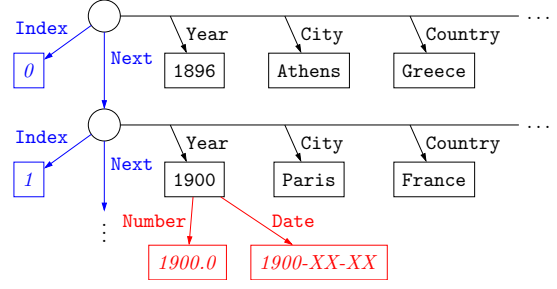 ...
Index
Year
City
Country
0
Next
1896
Athens
Greece
...
Index
Year
City
Country
1
Next
1900
Paris
France
⋮
Number
Date
1900.0
1900-XX-XX